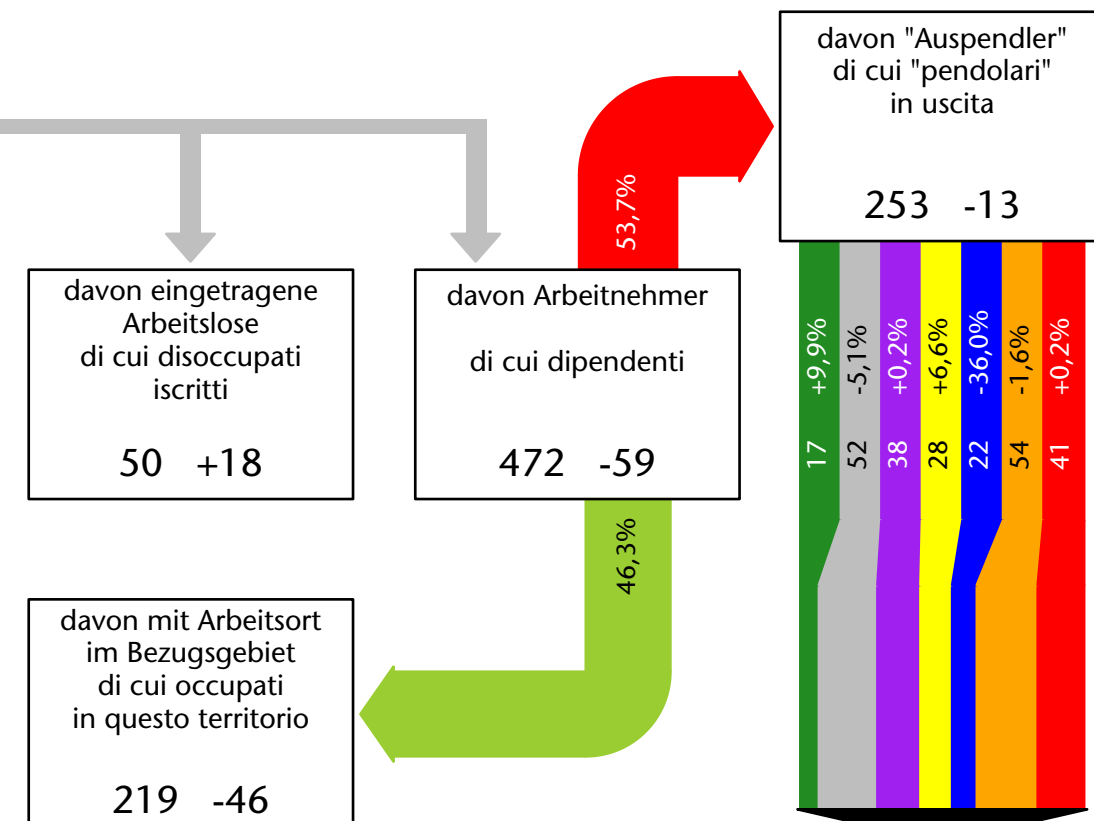 davon "Auspendler"
di cui "pendolari"
in uscita
253 -13
53,7%
davon eingetragene
Arbeitslose
di cui disoccupati
iscritti
50 +18
davon Arbeitnehmer
di cui dipendenti
472 -59
17 +9,9%
52 -5,1%
38 +0,2%
28 +6,6%
22 -36,0%
54 -1,6%
41 +0,2%
46,3%
davon mit Arbeitsort
im Bezugsgebiet
di cui occupati
in questo territorio
219 -46